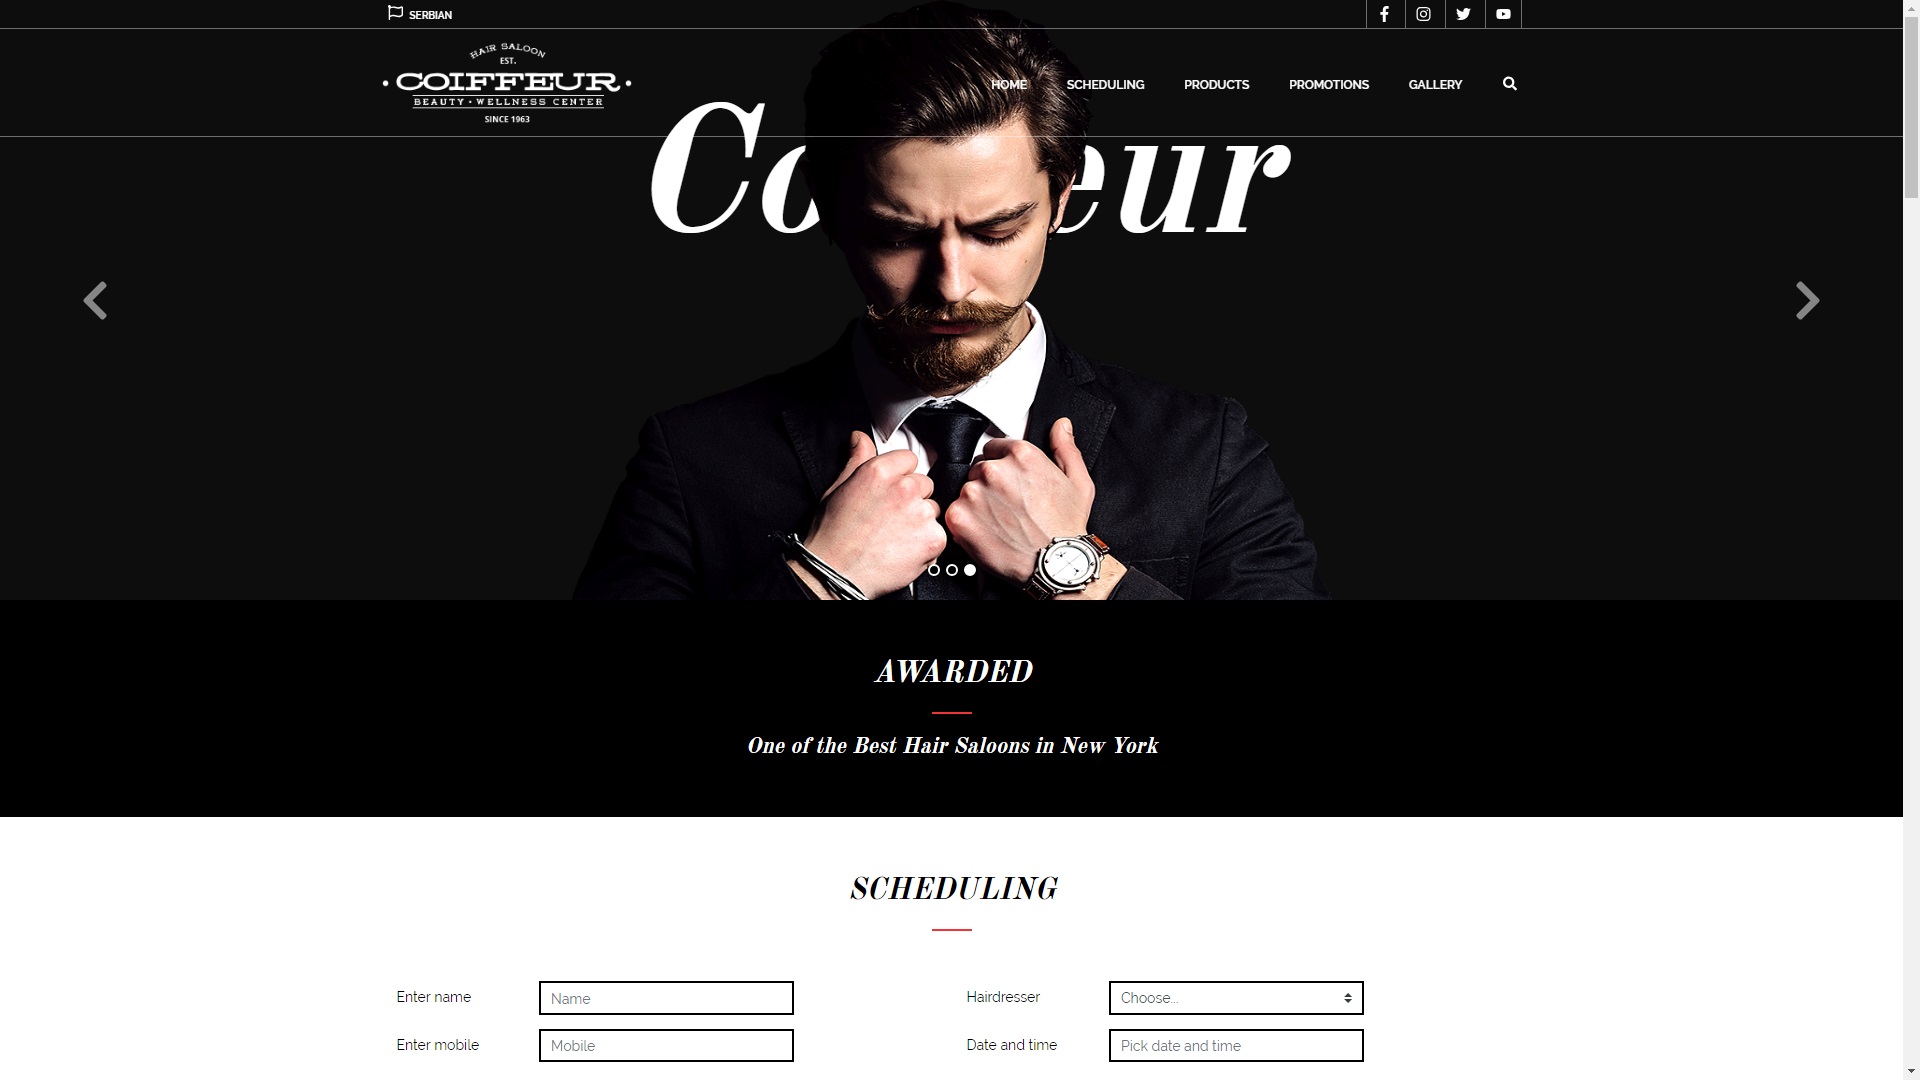 SERBIAN
HAIR SALOON
EST.
COIFFEUR
BEAUTY • WELLNESS CENTER
SINCE 1963
HOME
SCHEDULING
PRODUCTS
PROMOTIONS
GALLERY
Co eur
AWARDED
One of the Best Hair Saloons in New York
SCHEDULING
Enter name
Name
Hairdresser
Choose...
Enter mobile
Mobile
Date and time
Pick date and time